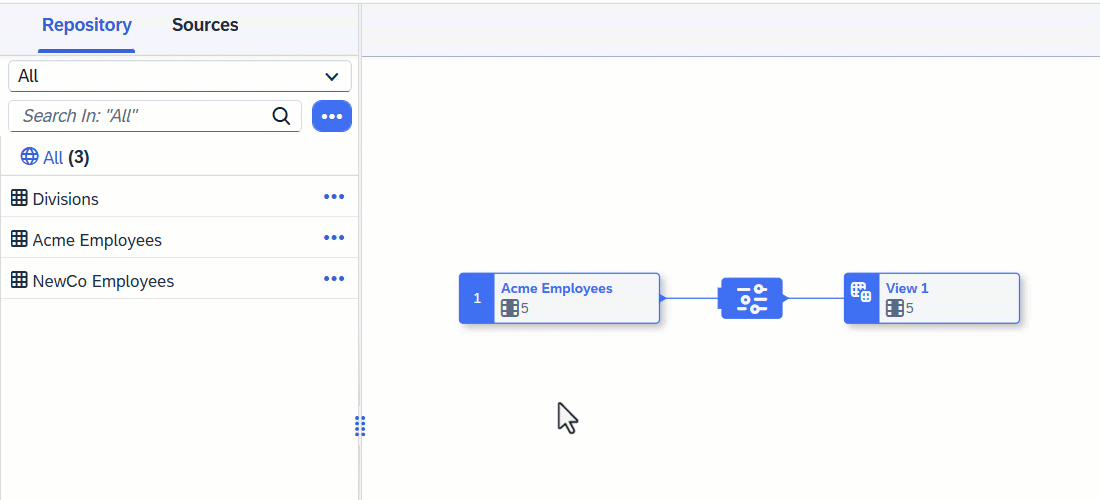 Repository Sources
All
Search In: "All"
All (3)
Divisions
Acme Employees
NewCo Employees
1 Acme Employees
5
View 1
5